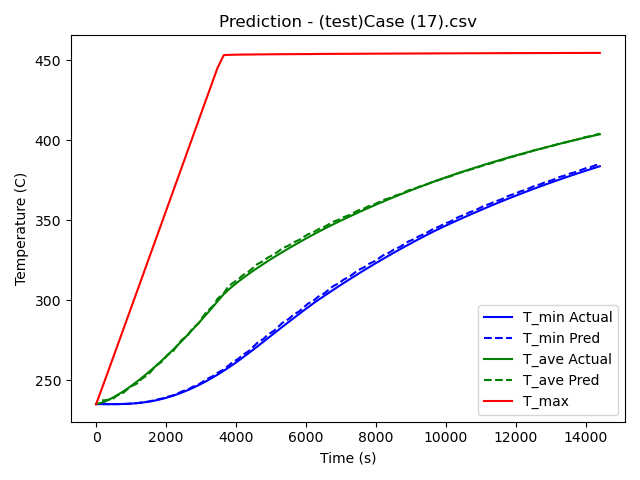 Prediction - (test)Case (17).csv
450
400
350
300
250
Temperature (C)
0 2000 4000 6000 8000 10000 12000 14000
Time (s)
T_min Actual
T_min Pred
T_ave Actual
T_ave Pred
T_max